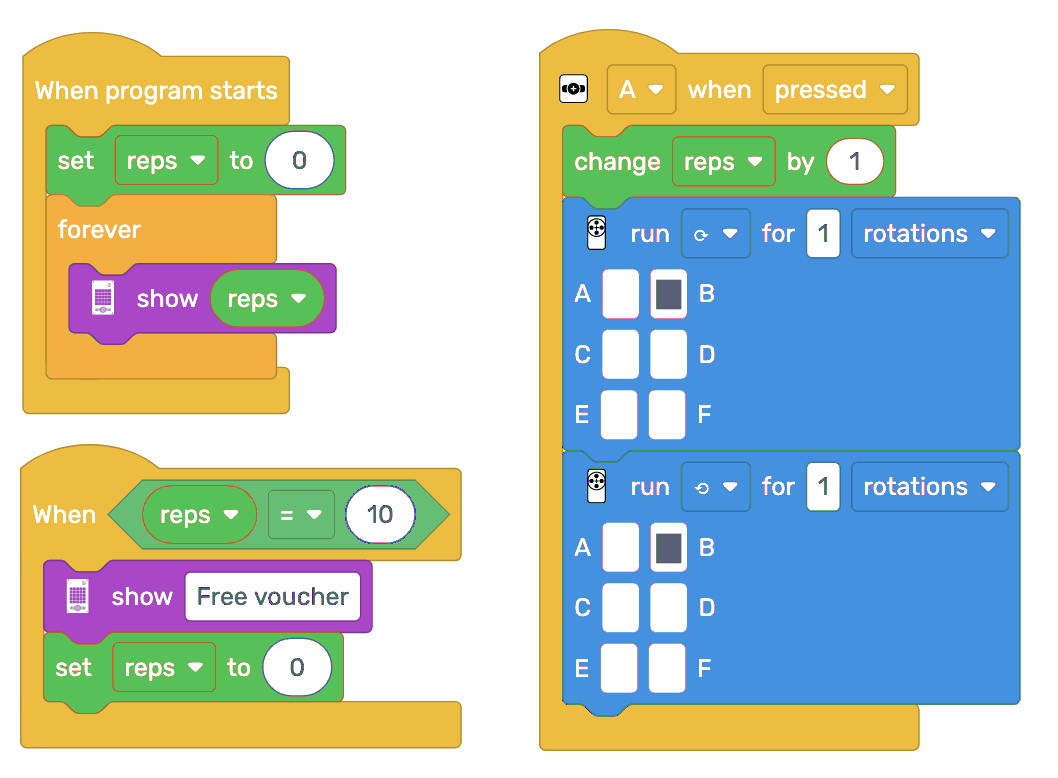 When program starts
set reps to 0
forever
show reps
When reps = 10
show Free voucher
set reps to 0
A when pressed
change reps by 1
run for 1 rotations
A B
C D
E F
run for 1 rotations
A B
C D
E F